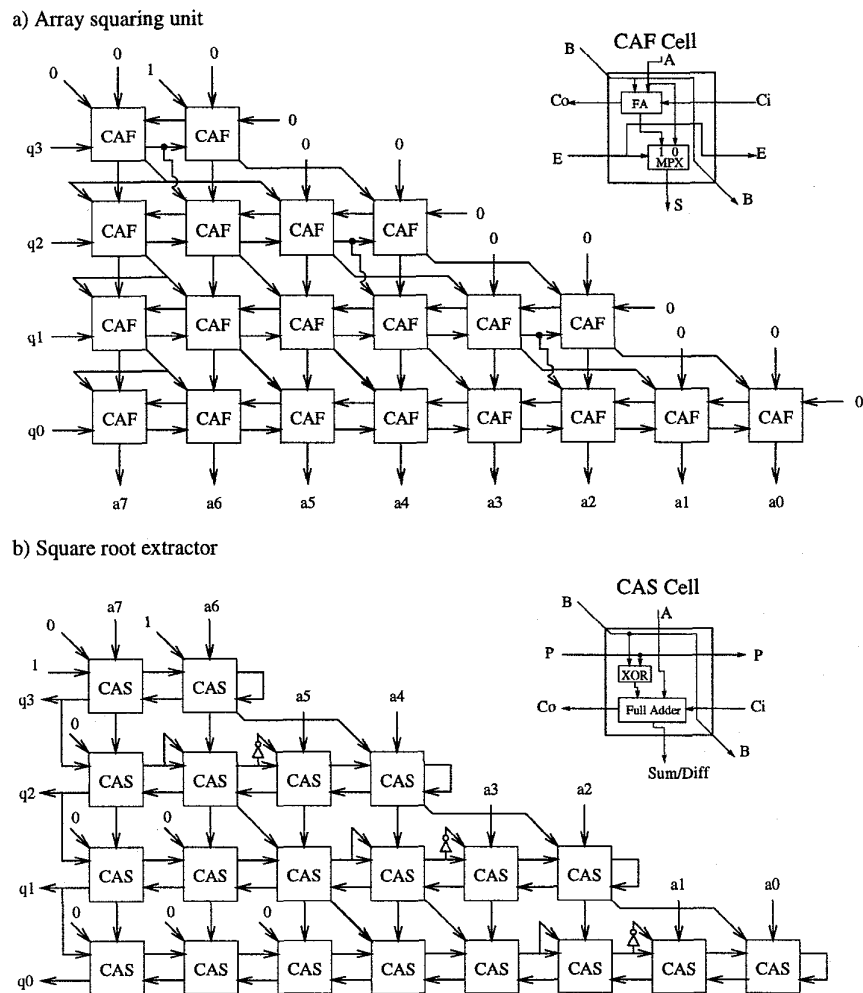 a) Array squaring unit
CAF Cell
B A
Co FA Ci
E 1 0 E
MPX
S B
0 0 1 0
CAF CAF 0
q3
0 0
CAF CAF CAF CAF 0
q2
0 0
CAF CAF CAF CAF CAF CAF 0
q1
0 0
CAF CAF CAF CAF CAF CAF CAF CAF 0
q0
a7 a6 a5 a4 a3 a2 a1 a0
b) Square root extractor
CAS Cell
B A
P P
XOR
Co Full Adder Ci
B
Sum/Diff
0 a7 1 a6
1
CAS CAS
q3
0 a5 a4
CAS CAS CAS CAS
q2
0 0 a3 a2
CAS CAS CAS CAS CAS CAS
q1
0 0 0 a1 a0
CAS CAS CAS CAS CAS CAS CAS CAS
q0